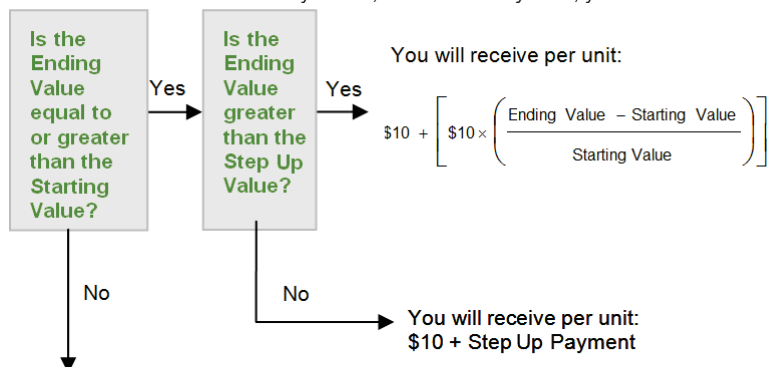 Is the
Ending
Value
equal to
or greater
than the
Starting
Value?
Yes
Is the
Ending
Value
greater
than the
Step Up
Value?
Yes
You will receive per unit:
$10 + [ $10 × ( Ending Value – Starting Value
Starting Value ) ]
No
No
You will receive per unit:
$10 + Step Up Payment